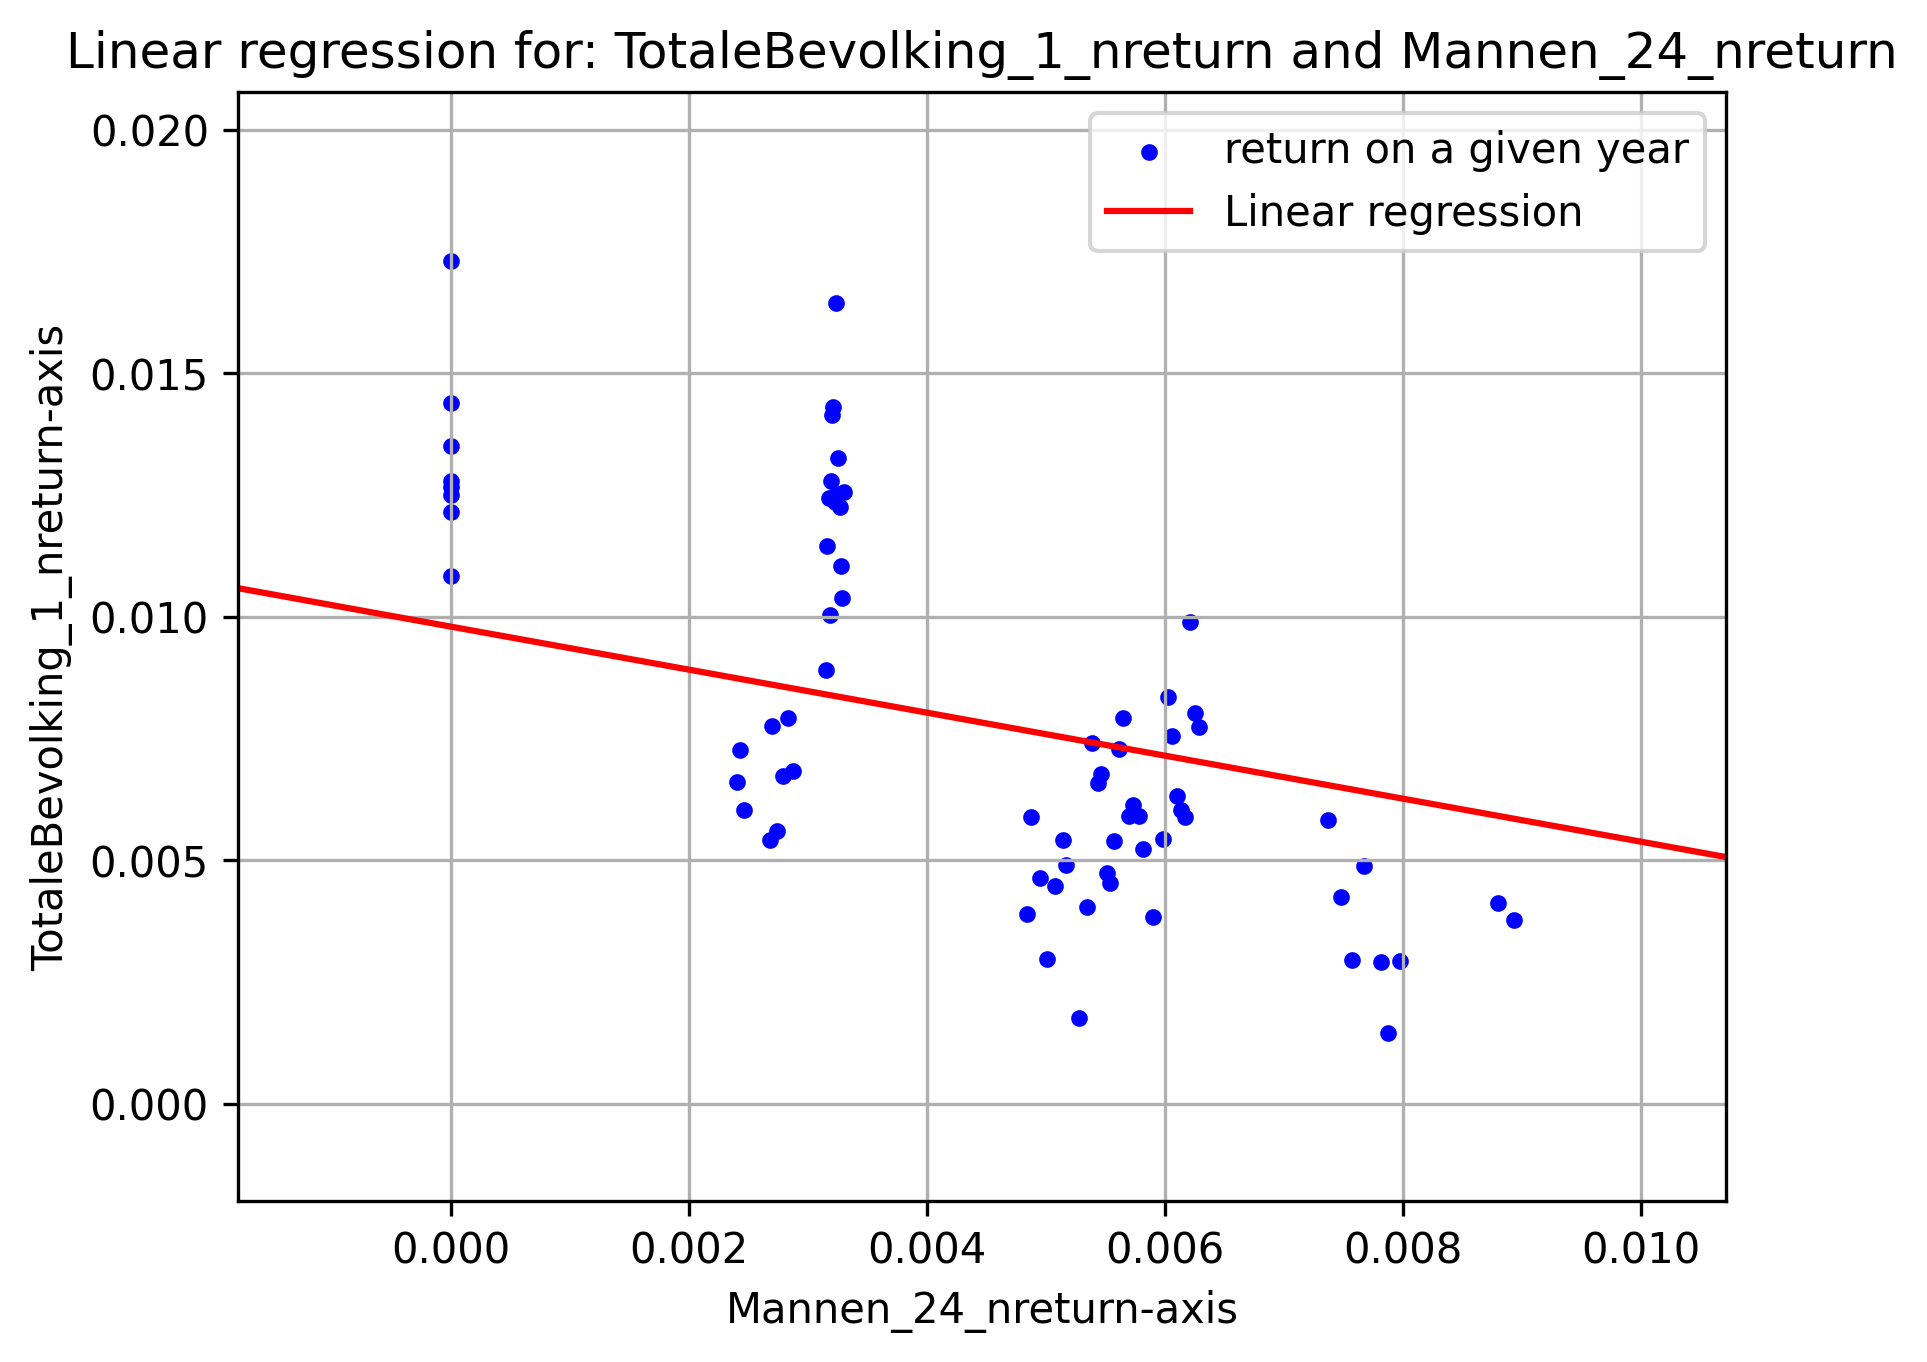 Linear regression for: TotaleBevolking_1_nreturn and Mannen_24_nreturn
return on a given year
Linear regression
0.020
0.015
0.010
0.005
0.000
TotaleBevolking_1_nreturn-axis
0.000 0.002 0.004 0.006 0.008 0.010
Mannen_24_nreturn-axis